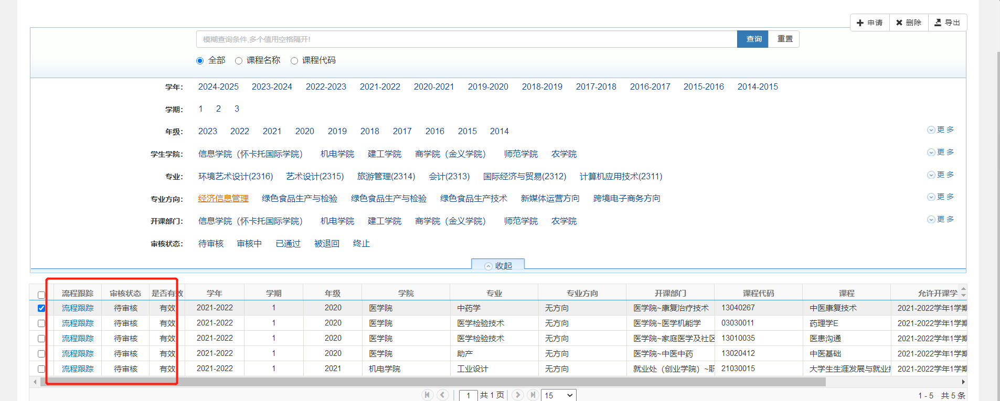 申请 删除 导出
模糊查询条件,多个值用空格隔开! 查询 重置
全部 课程名称 课程代码
学年: 2024-2025 2023-2024 2022-2023 2021-2022 2020-2021 2019-2020 2018-2019 2017-2018 2016-2017 2015-2016 2014-2015
学期: 1 2 3
年级: 2023 2022 2021 2020 2019 2018 2017 2016 2015 2014 更多
学生学院: 信息学院（怀卡托国际学院） 机电学院 建工学院 商学院（金义学院） 师范学院 农学院 更多
专业: 环境艺术设计(2316) 艺术设计(2315) 旅游管理(2314) 会计(2313) 国际经济与贸易(2312) 计算机应用技术(2311) 更多
专业方向: 经济信息管理 绿色食品生产与检验 绿色食品生产与检验 绿色食品生产技术 新媒体运营方向 跨境电子商务方向 更多
开课部门: 信息学院（怀卡托国际学院） 机电学院 建工学院 商学院（金义学院） 师范学院 农学院 更多
审核状态: 待审核 审核中 已通过 被退回 终止
收起
流程跟踪 审核状态 是否有效 学年 学期 年级 学院 专业 专业方向 开课部门 课程代码 课程 允许开课学
流程跟踪 待审核 有效 2021-2022 1 2020 医学院 中药学 无方向 医学院~康复治疗技术 13040267 中医康复技术 2021-2022学年1学期
流程跟踪 待审核 有效 2021-2022 1 2020 医学院 医学检验技术 无方向 医学院~医学机能学 03030011 药理学E 2021-2022学年1学期
流程跟踪 待审核 有效 2021-2022 1 2020 医学院 医学检验技术 无方向 医学院~家庭医学及社区 13010035 医患沟通 2021-2022学年1学期
流程跟踪 待审核 有效 2021-2022 1 2020 医学院 助产 无方向 医学院~中医中药 13020412 中医基础 2021-2022学年1学期
流程跟踪 待审核 有效 2021-2022 1 2021 机电学院 工业设计 无方向 就业处（创业学院）~职 21030015 大学生生涯发展与就业 2021-2022学年1学期
1 共 1 页 15 1 - 5 共 5 条